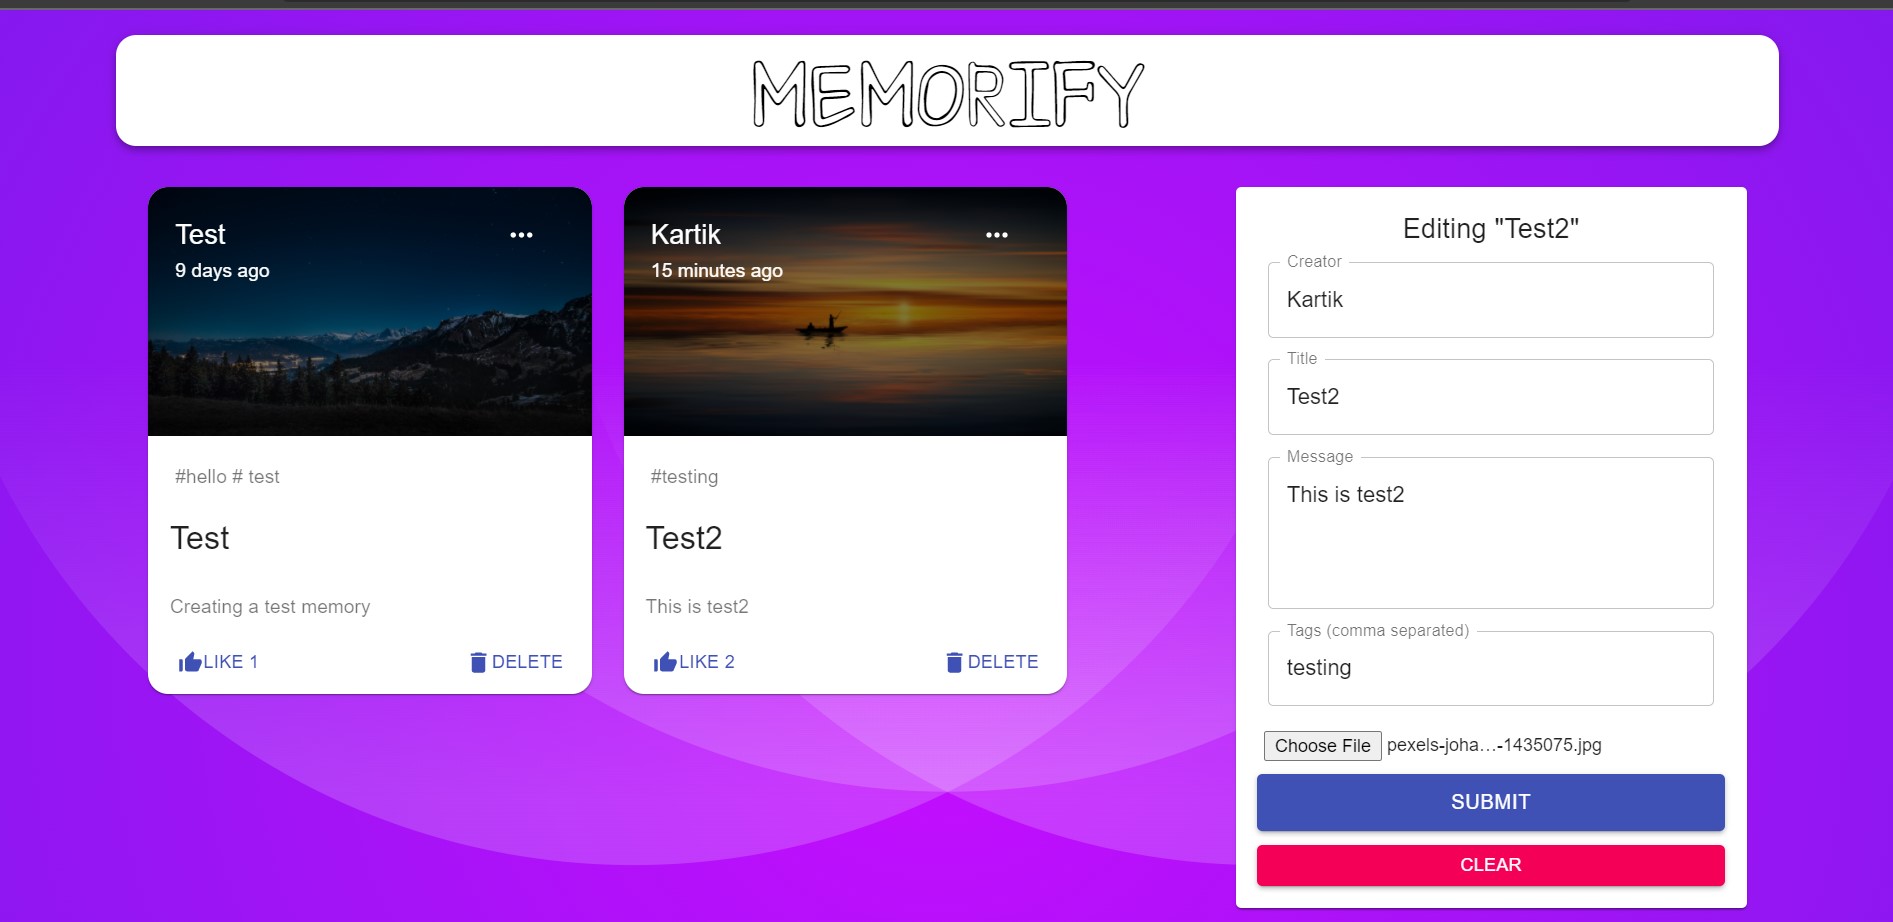 MEMORIFY
Test
9 days ago
#hello # test
Test
Creating a test memory
LIKE 1
DELETE
Kartik
15 minutes ago
#testing
Test2
This is test2
LIKE 2
DELETE
Editing "Test2"
Creator
Kartik
Title
Test2
Message
This is test2
Tags (comma separated)
testing
Choose File pexels-joha...-1435075.jpg
SUBMIT
CLEAR